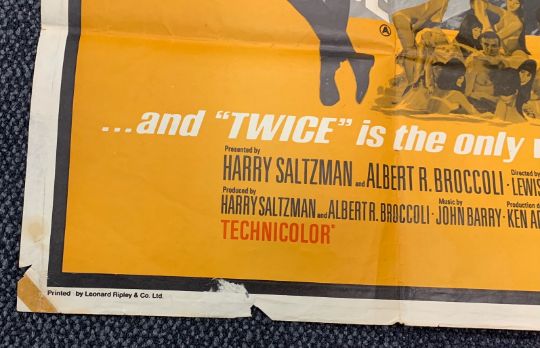 A
...and "TWICE" is the only
Presented by
HARRY SALTZMAN and ALBERT R. BROCCOLI · Directed by LEWIS
Produced by
HARRY SALTZMAN and ALBERT R. BROCCOLI · Music by JOHN BARRY · Production d KEN A
TECHNICOLOR®
Printed by Leonard Ripley & Co. Ltd.